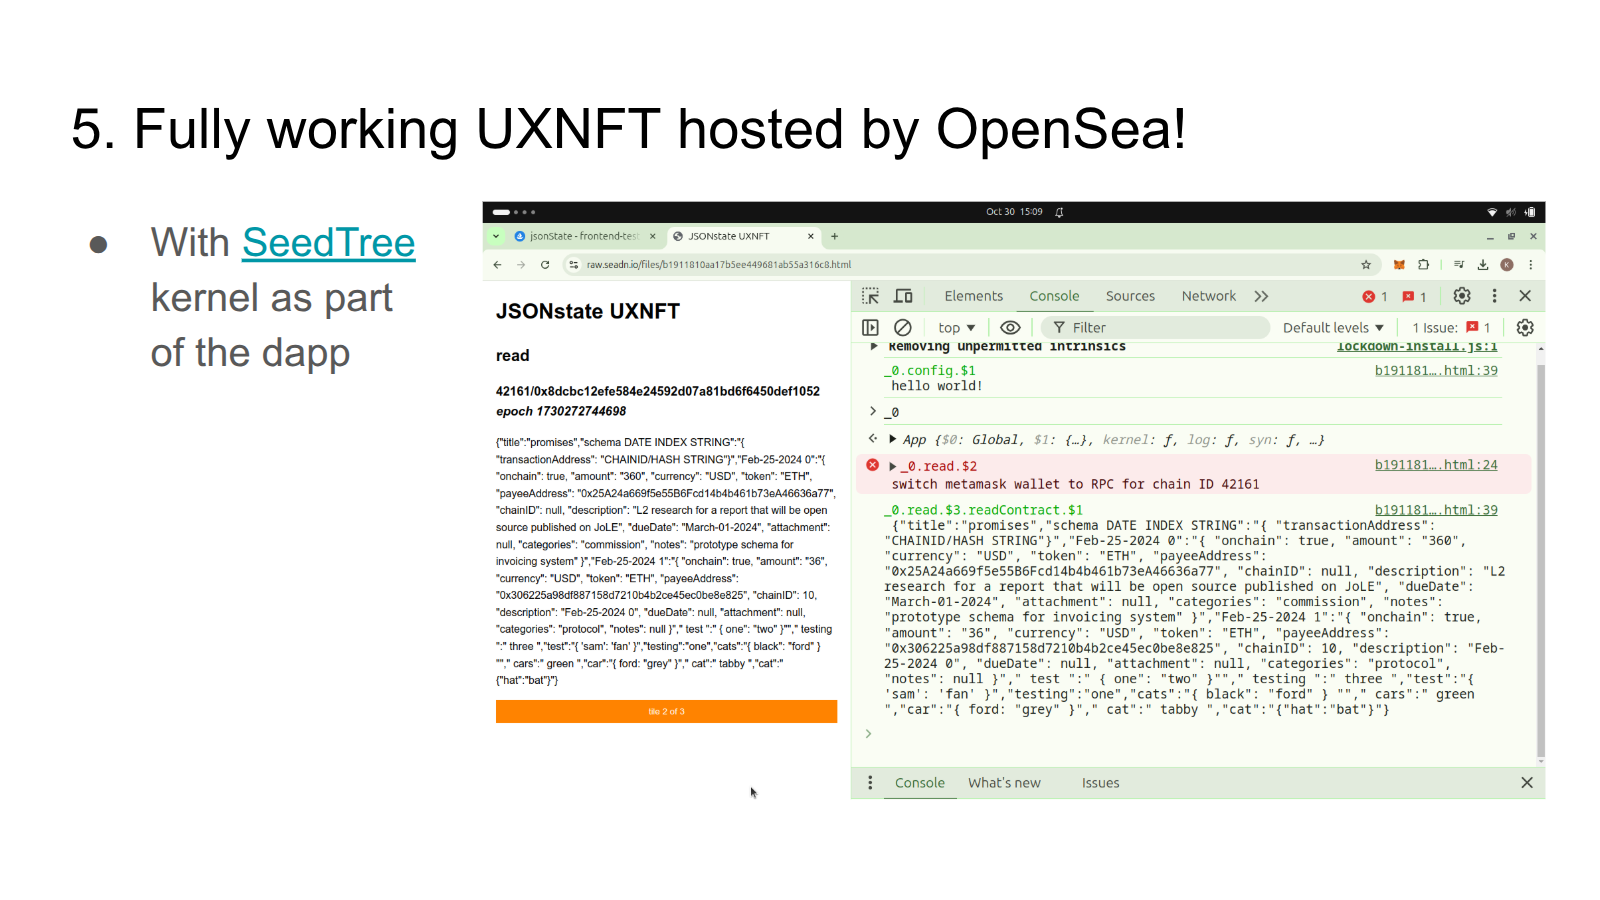 5. Fully working UXNFT hosted by OpenSea!
● With SeedTree
kernel as part
of the dapp
Oct 30 15:09
jsonState - frontend-test
JSONstate UXNFT
raw.seadn.io/files/b1911810aa17b5ee449681ab55a316c8.html
K
JSONstate UXNFT
read
42161/0x8dcbc12efe584e24592d07a81bd6f6450def1052
epoch 1730272744698
{"title":"promises","schema DATE INDEX STRING":"{
"transactionAddress": "CHAINID/HASH STRING"}","Feb-25-2024 0":"{
"onchain": true, "amount": "360", "currency": "USD", "token": "ETH",
"payeeAddress": "0x25A24a669f5e55B6Fcd14b4b461b73eA46636a77",
"chainID": null, "description": "L2 research for a report that will be open
source published on JoLE", "dueDate": "March-01-2024", "attachment":
null, "categories": "commission", "notes": "prototype schema for
invoicing system" }","Feb-25-2024 1":"{ "onchain": true, "amount": "36",
"currency": "USD", "token": "ETH", "payeeAddress":
"0x306225a98df887158d7210b4b2ce45ec0be8e825", "chainID": 10,
"description": "Feb-25-2024 0", "dueDate": null, "attachment": null,
"categories": "protocol", "notes": null }"," test ":" { one": "two" }""," testing
":" three ","test":"{ 'sam': 'fan' }","testing":"one","cats":"{ black": "ford" }
""," cars":" green ","car":"{ ford: "grey" }"," cat":" tabby ","cat":"
{"hat":"bat"}"}
tile 2 of 3
Elements Console Sources Network 1 1
top Filter Default levels 1 Issue: 1
Removing unpermitted intrinsics lockdown-install.js:1
_0.config.$1 b191181….html:39
hello world!
_0
App {$0: Global, $1: {…}, kernel: ƒ, log: ƒ, syn: ƒ, …}
_0.read.$2 b191181….html:24
switch metamask wallet to RPC for chain ID 42161
_0.read.$3.readContract.$1 b191181….html:39
{"title":"promises","schema DATE INDEX STRING":"{ "transactionAddress":
"CHAINID/HASH STRING"}","Feb-25-2024 0":"{ "onchain": true, "amount": "360",
"currency": "USD", "token": "ETH", "payeeAddress":
"0x25A24a669f5e55B6Fcd14b4b461b73eA46636a77", "chainID": null, "description": "L2
research for a report that will be open source published on JoLE", "dueDate":
"March-01-2024", "attachment": null, "categories": "commission", "notes":
"prototype schema for invoicing system" }","Feb-25-2024 1":"{ "onchain": true,
"amount": "36", "currency": "USD", "token": "ETH", "payeeAddress":
"0x306225a98df887158d7210b4b2ce45ec0be8e825", "chainID": 10, "description": "Feb-
25-2024 0", "dueDate": null, "attachment": null, "categories": "protocol",
"notes": null }"," test ":" { one": "two" }""," testing ":" three ","test":"{
'sam': 'fan' }","testing":"one","cats":"{ black": "ford" } ""," cars":" green
","car":"{ ford: "grey" }"," cat":" tabby ","cat":"{"hat":"bat"}"}
Console What's new Issues